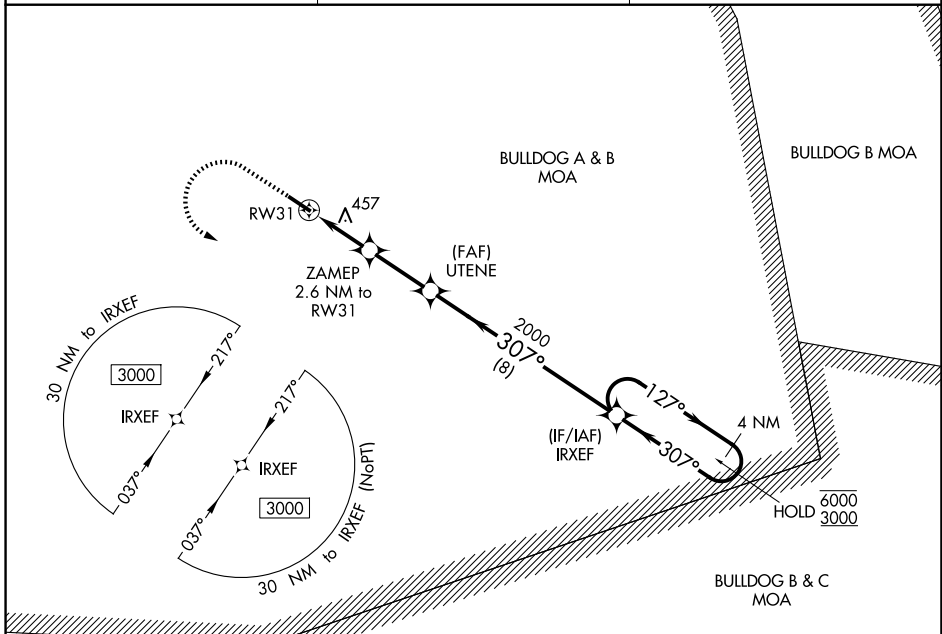 BULLDOG A & B
MOA
BULLDOG B MOA
RW31
457
(FAF)
UTENE
ZAMEP
2.6 NM to
RW31
2000
307°
(8)
30 NM to IRXEF
217°
3000
IRXEF
037°
217°
IRXEF
3000
037°
30 NM to IRXEF (NoPT)
127°
4 NM
(IF/IAF)
IRXEF
307°
HOLD
6000
3000
BULLDOG B & C
MOA